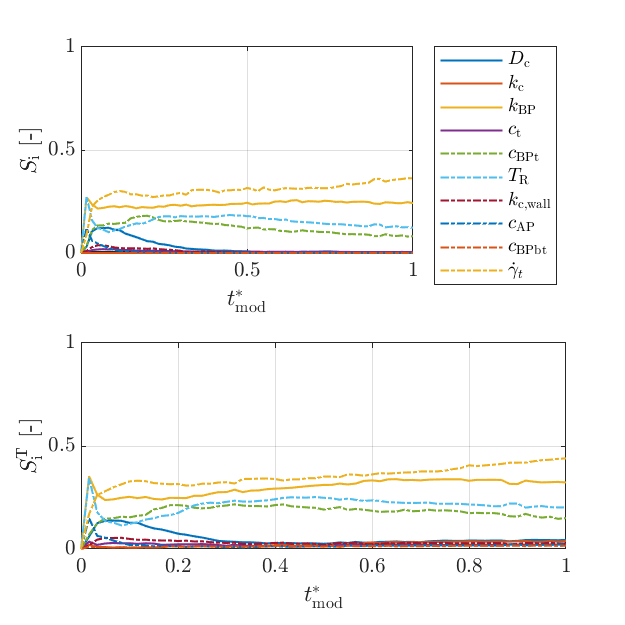 1
0.5
0
S_i [-]
0 0.5 1
t*_mod
D_c
k_c
k_BP
c_t
c_BPt
T_R
k_c,wall
c_AP
c_BPbt
γ̇_t
1
0.5
0
S_i^T [-]
0 0.2 0.4 0.6 0.8 1
t*_mod